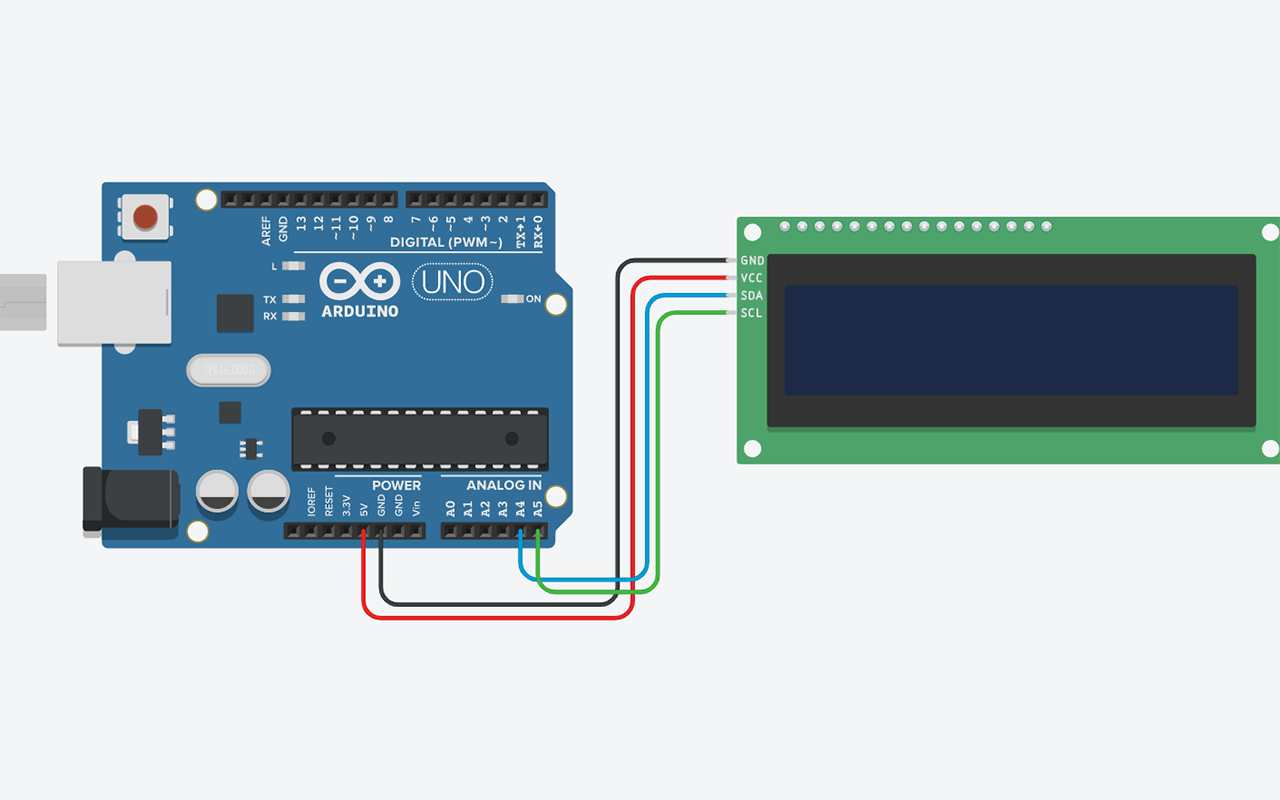 AREF GND 13 12 ~11 ~10 ~9 8 7 ~6 ~5 4 ~3 2 TX→1 RX←0
DIGITAL (PWM~)
L
TX
RX
ARDUINO
UNO
ON
SPK16.000G
POWER
ANALOG IN
IOREF RESET 3.3V 5V GND GND Vin A0 A1 A2 A3 A4 A5
GND
VCC
SDA
SCL